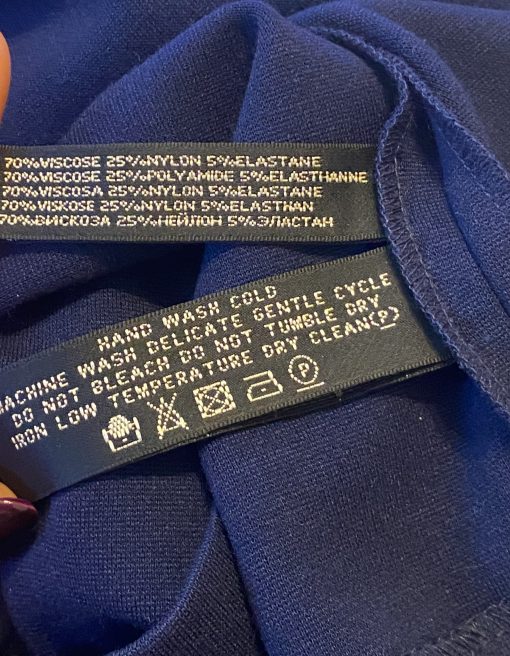 70%VISCOSE 25%NYLON 5%ELASTANE
70%VISCOSE 25%POLYAMIDE 5%ELASTHANNE
70%VISCOSA 25%NYLON 5%ELASTANE
70%VISKOSE 25%NYLON 5%ELASTHAN
70%ВИСКОЗА 25%НЕЙЛОН 5%ЭЛАСТАН
HAND WASH COLD
MACHINE WASH DELICATE GENTLE CYCLE
DO NOT BLEACH DO NOT TUMBLE DRY
IRON LOW TEMPERATURE DRY CLEAN(P)
P